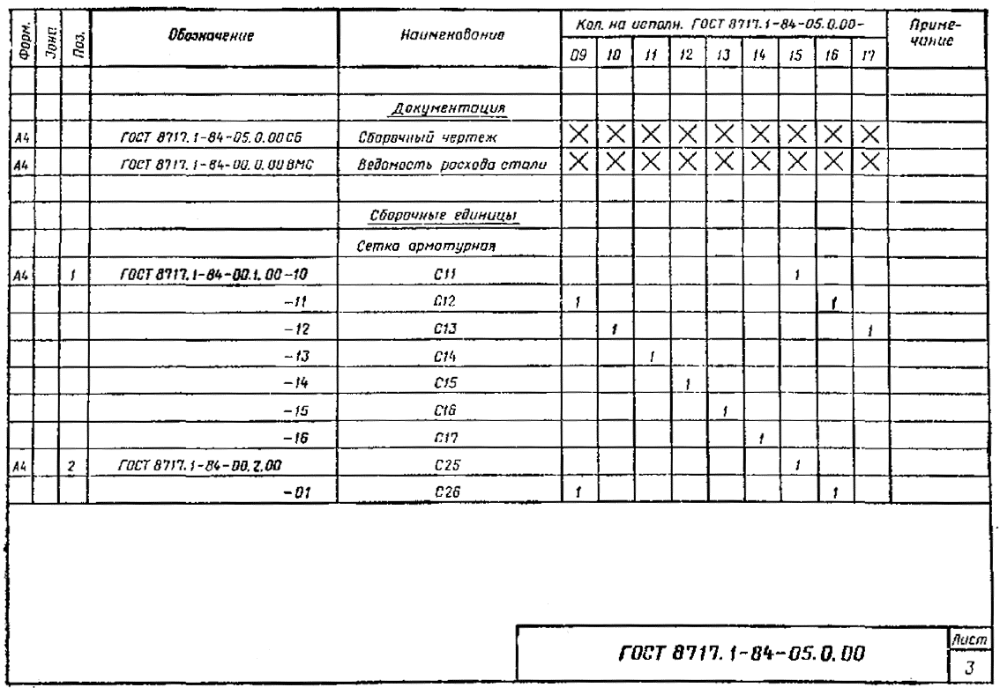 Форм.
Зона
Поз.
Обозначение
Наименование
Кол. на исполн. ГОСТ 8717.1-84-05.0.00-
Приме-
чание
09 10 11 12 13 14 15 16 17
Документация
А4 ГОСТ 8717.1-84-05.0.00СБ Сборочный чертеж X X X X X X X X X
А4 ГОСТ 8717.1-84-00.0.00ВМС Ведомость расхода стали X X X X X X X X X
Сборочные единицы
Сетка арматурная
А4 1 ГОСТ 8717.1-84-00.1.00-10 С11 1
-11 С12 1 1
-12 С13 1 1
-13 С14 1
-14 С15 1
-15 С16 1
-16 С17 1
А4 2 ГОСТ 8717.1-84-00.2.00 С25 1
-01 С26 1 1
ГОСТ 8717.1-84-05.0.00
Лист
3